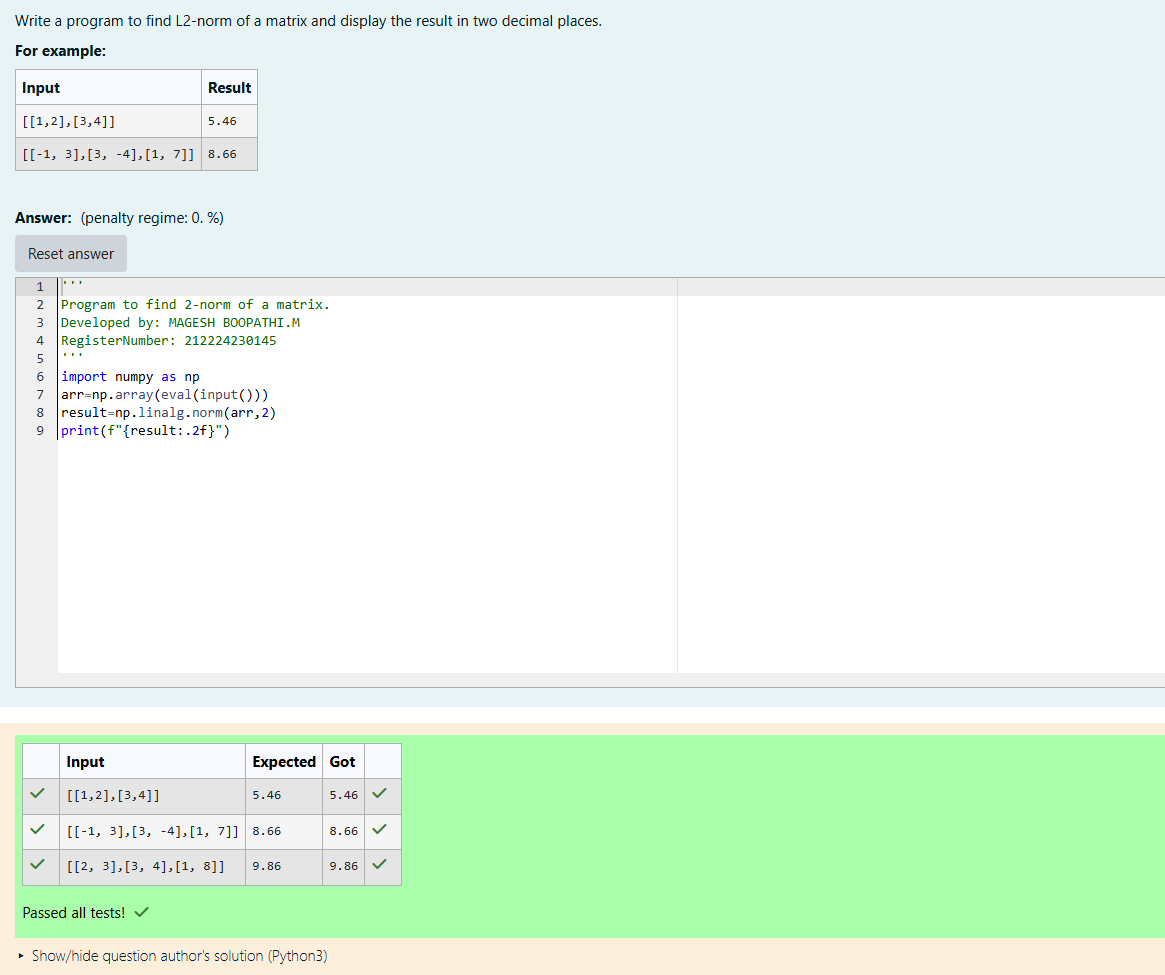 Write a program to find L2-norm of a matrix and display the result in two decimal places.
For example:
Input Result
[[1,2],[3,4]] 5.46
[[-1, 3],[3, -4],[1, 7]] 8.66
Answer: (penalty regime: 0. %)
Reset answer
1 '''
2 Program to find 2-norm of a matrix.
3 Developed by: MAGESH BOOPATHI.M
4 RegisterNumber: 212224230145
5 '''
6 import numpy as np
7 arr=np.array(eval(input()))
8 result=np.linalg.norm(arr,2)
9 print(f"{result:.2f}")
Input Expected Got
[[1,2],[3,4]] 5.46 5.46
[[-1, 3],[3, -4],[1, 7]] 8.66 8.66
[[2, 3],[3, 4],[1, 8]] 9.86 9.86
Passed all tests!
Show/hide question author's solution (Python3)